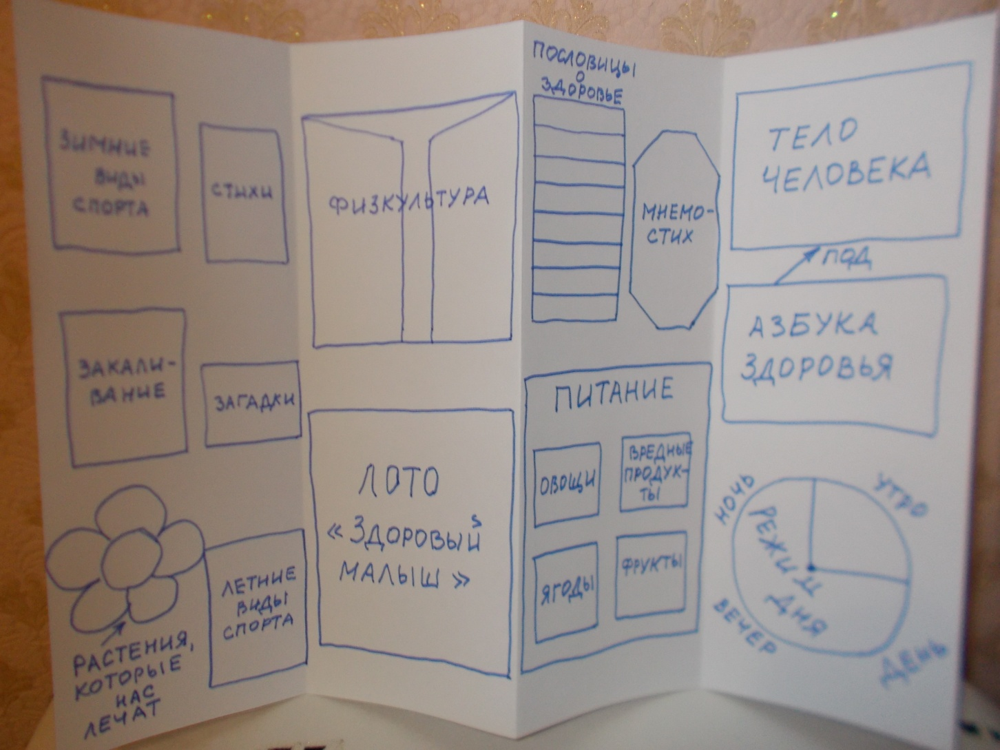 ЗИМНИЕ
ВИДЫ
СПОРТА
СТИХИ
ЗАКАЛИ-
ВАНИЕ
ЗАГАДКИ
РАСТЕНИЯ,
КОТОРЫЕ
НАС
ЛЕЧАТ
ЛЕТНИЕ
ВИДЫ
СПОРТА
ФИЗКУЛЬТУРА
ЛОТО
«ЗДОРОВЫЙ
МАЛЫШ»
ПОСЛОВИЦЫ
О
ЗДОРОВЬЕ
МНЕМО-
СТИХ
ПИТАНИЕ
ОВОЩИ
ВРЕДНЫЕ
ПРОДУК-
ТЫ
ЯГОДЫ
ФРУКТЫ
ТЕЛО
ЧЕЛОВЕКА
ПОД
АЗБУКА
ЗДОРОВЬЯ
НОЧЬ
УТРО
РЕЖИМ
ДНЯ
ВЕЧЕР
ДЕНЬ